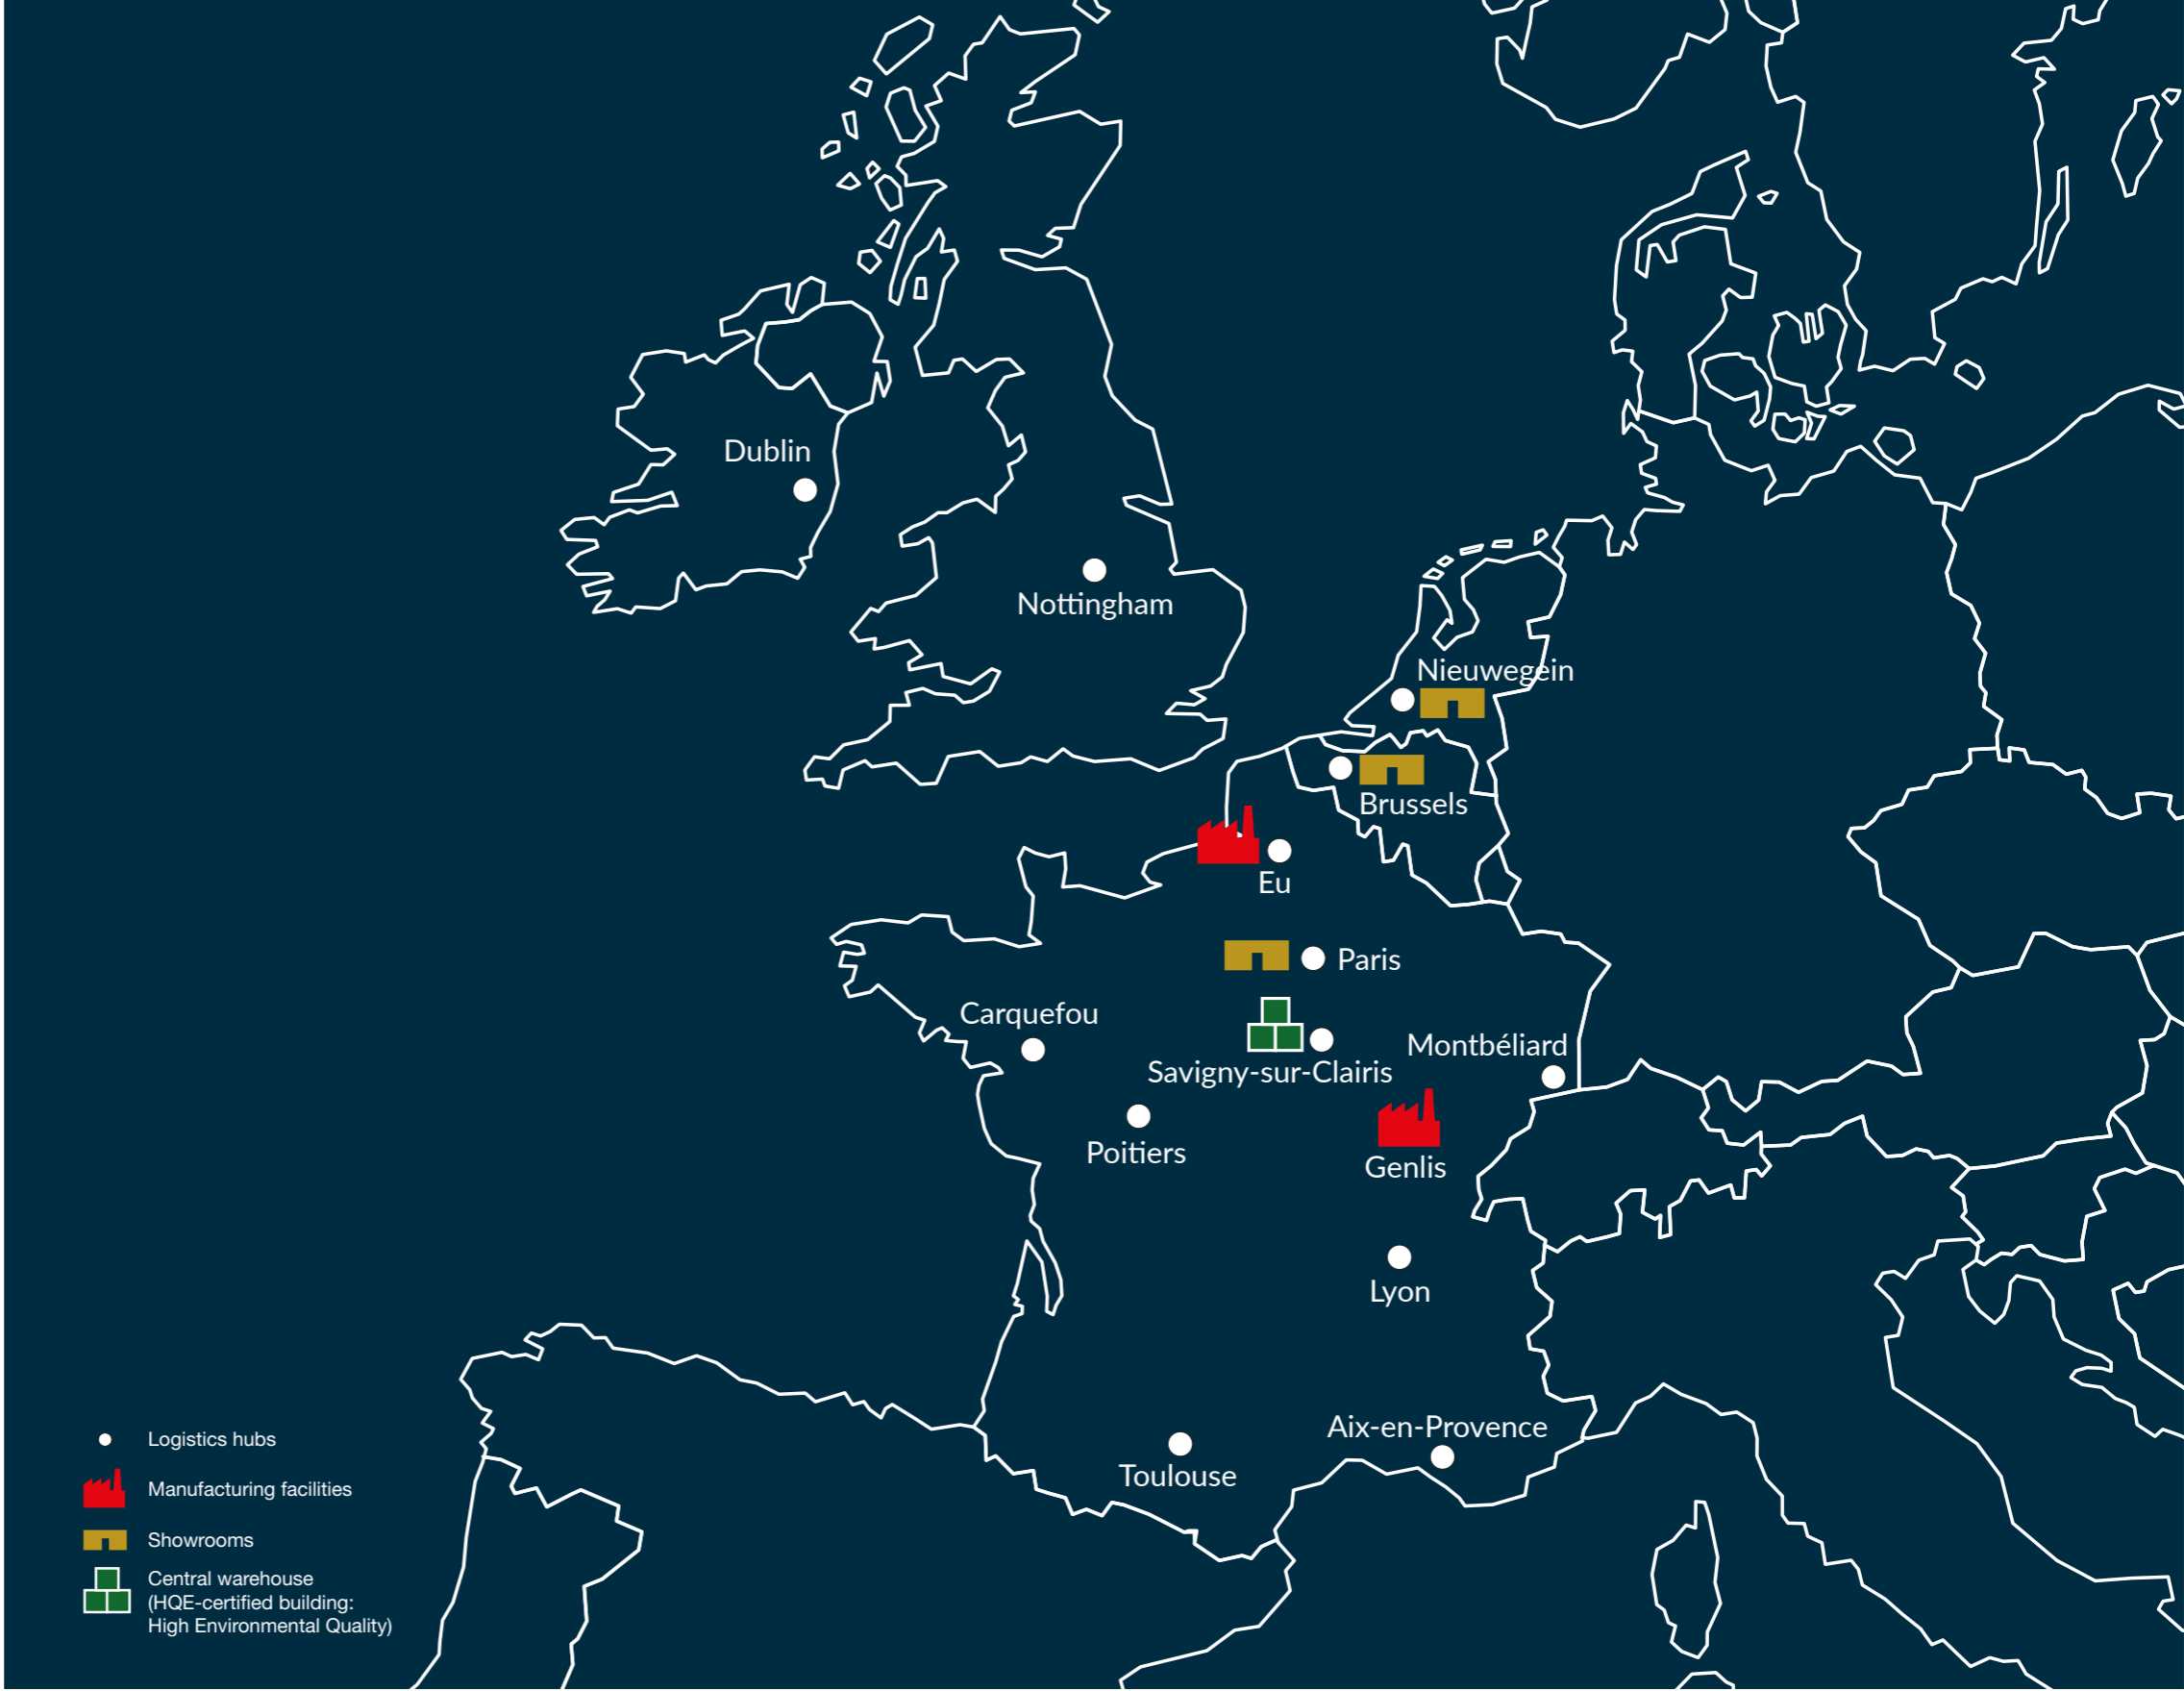 Dublin
Nottingham
Nieuwegein
Brussels
Eu
Paris
Carquefou
Savigny-sur-Clairis
Montbéliard
Poitiers
Genlis
Lyon
Aix-en-Provence
Toulouse
Logistics hubs
Manufacturing facilities
Showrooms
Central warehouse
(HQE-certified building:
High Environmental Quality)